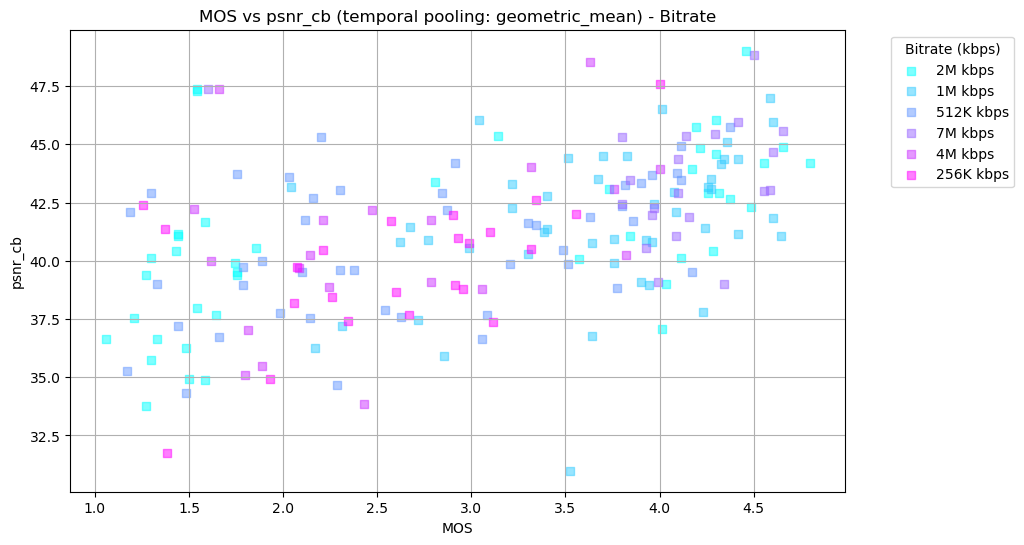 MOS vs psnr_cb (temporal pooling: geometric_mean) - Bitrate
psnr_cb
47.5
45.0
42.5
40.0
37.5
35.0
32.5
1.0 1.5 2.0 2.5 3.0 3.5 4.0 4.5
MOS
Bitrate (kbps)
2M kbps
1M kbps
512K kbps
7M kbps
4M kbps
256K kbps